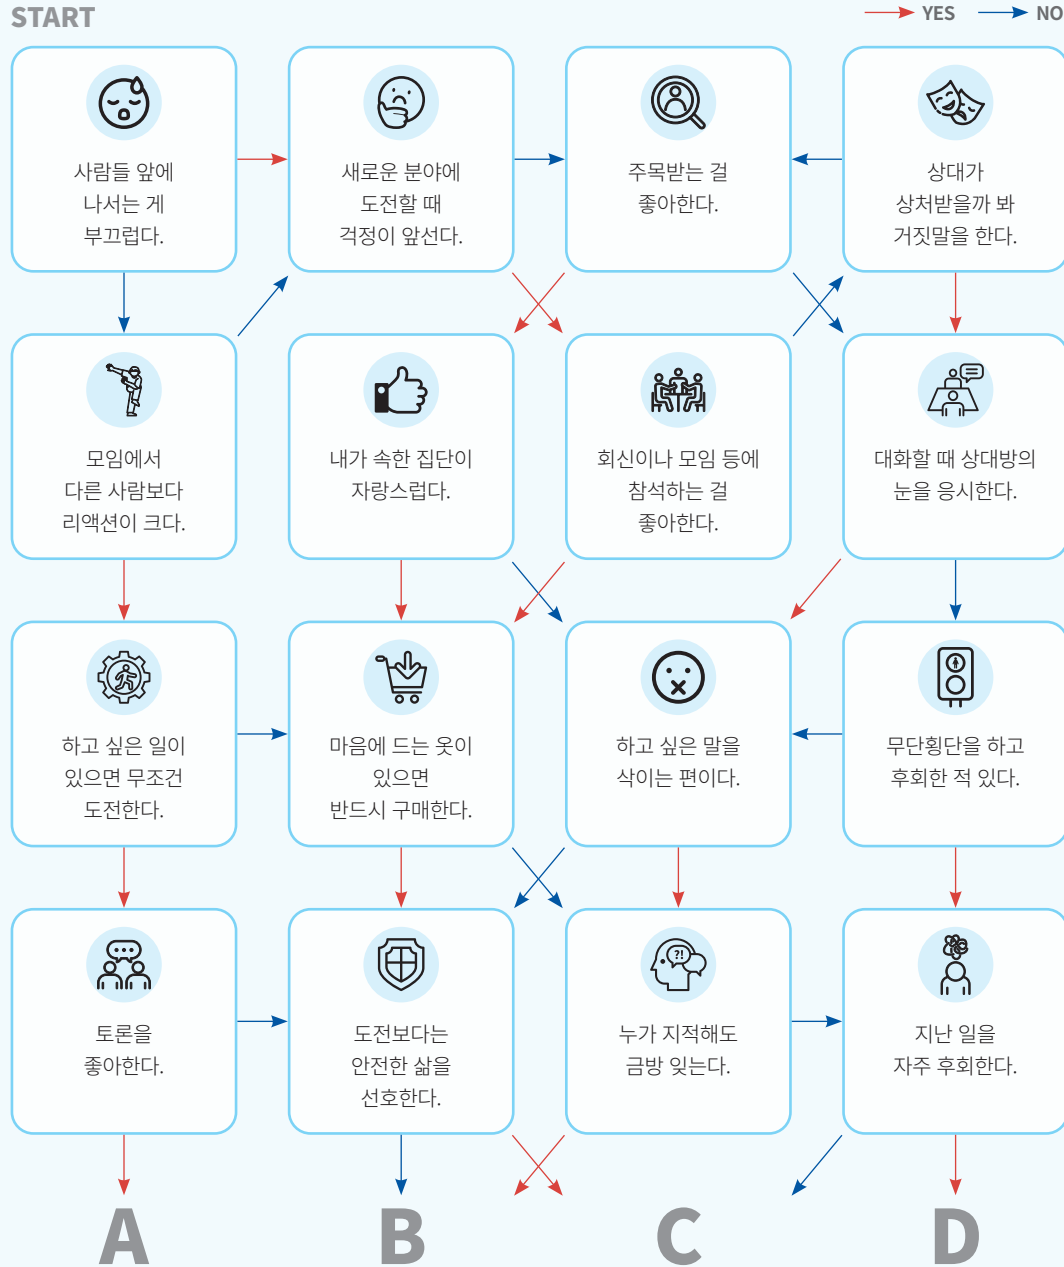 START
YES
NO
사람들 앞에
나서는 게
부끄럽다.
새로운 분야에
도전할 때
걱정이 앞선다.
주목받는 걸
좋아한다.
상대가
상처받을까 봐
거짓말을 한다.
모임에서
다른 사람보다
리액션이 크다.
내가 속한 집단이
자랑스럽다.
회신이나 모임 등에
참석하는 걸
좋아한다.
대화할 때 상대방의
눈을 응시한다.
하고 싶은 일이
있으면 무조건
도전한다.
마음에 드는 옷이
있으면
반드시 구매한다.
하고 싶은 말을
삭이는 편이다.
무단횡단을 하고
후회한 적 있다.
토론을
좋아한다.
도전보다는
안전한 삶을
선호한다.
?!
누가 지적해도
금방 잊는다.
지난 일을
자주 후회한다.
A
B
C
D